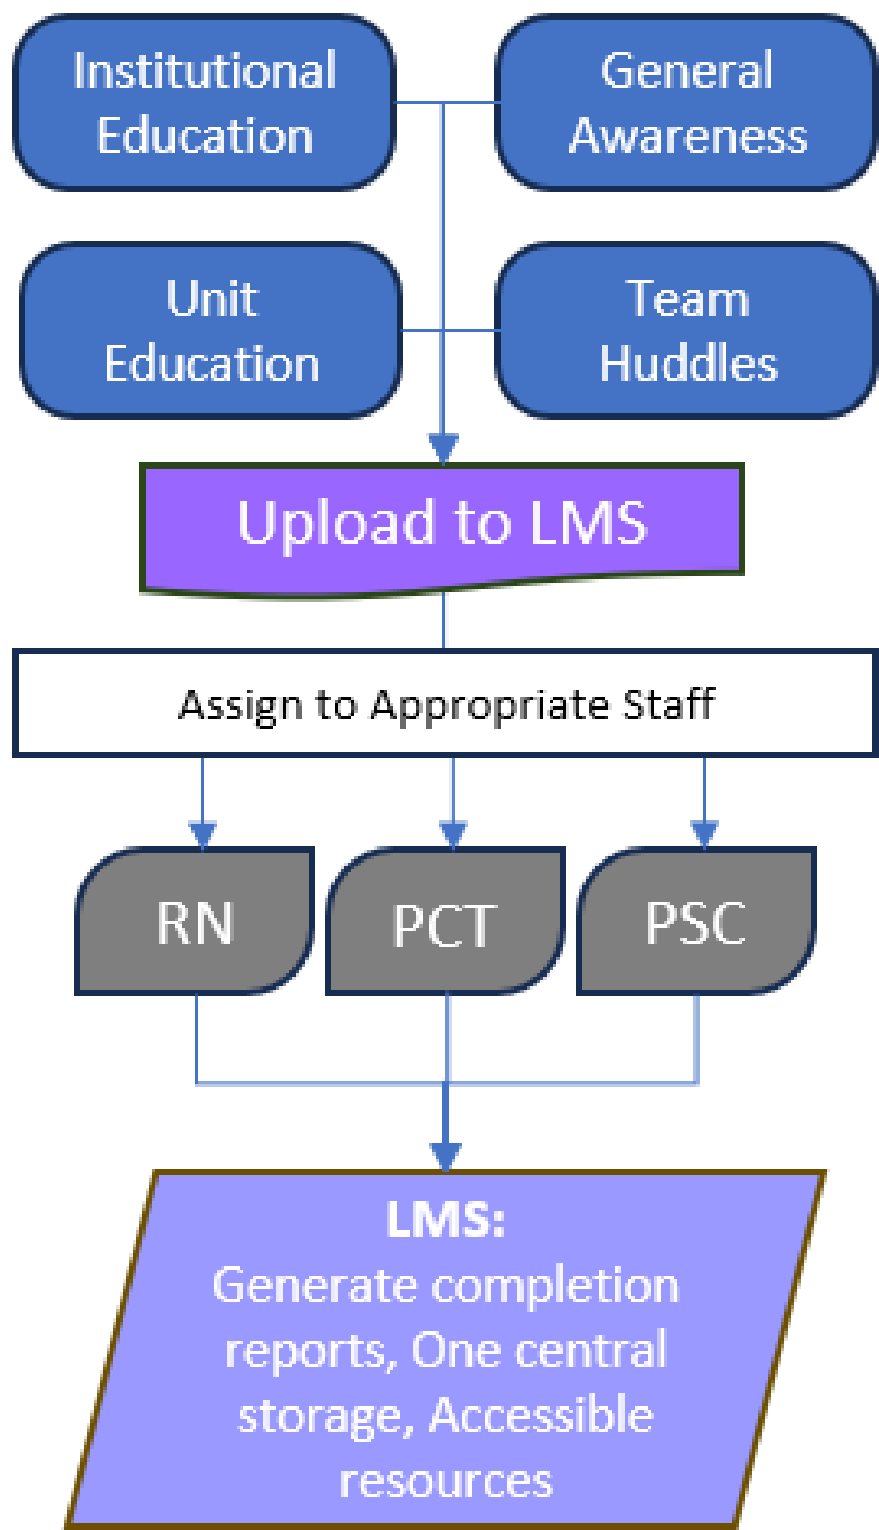 Institutional
Education
General
Awareness
Unit
Education
Team
Huddles
Upload to LMS
Assign to Appropriate Staff
RN
PCT
PSC
LMS:
Generate completion
reports, One central
storage, Accessible
resources